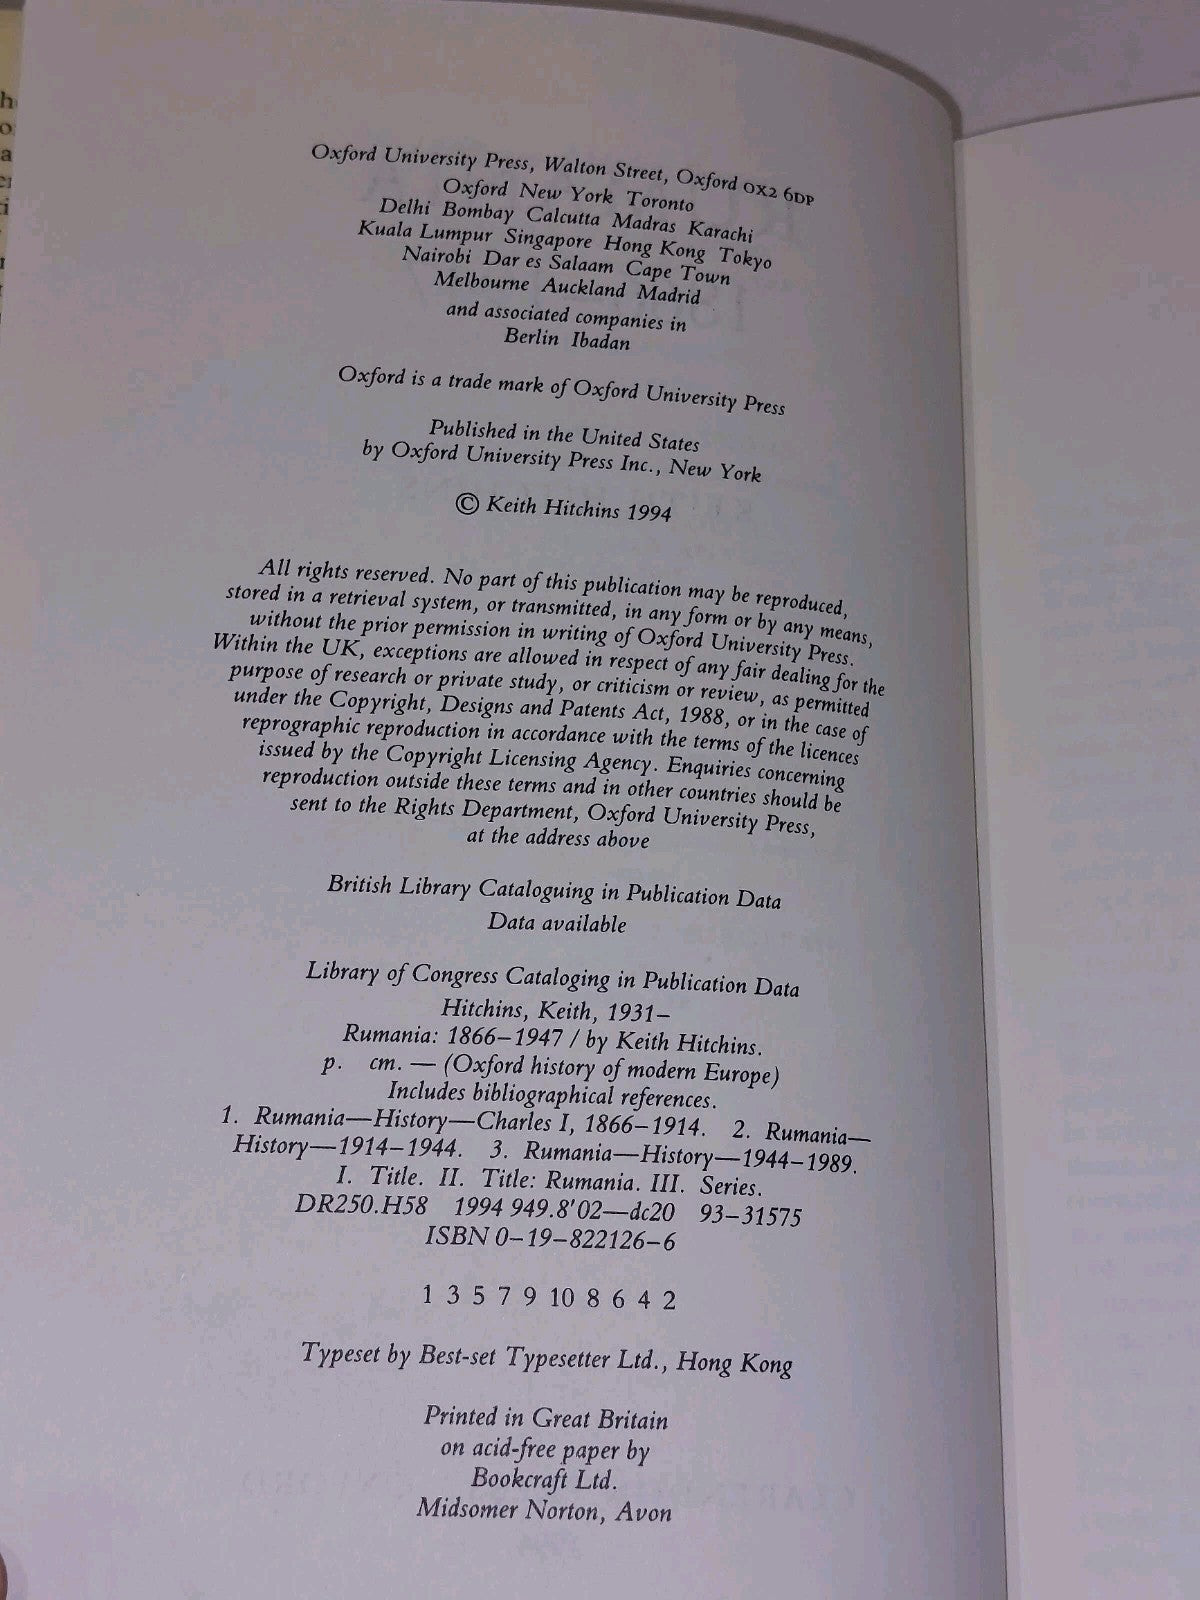 Oxford University Press, Walton Street, Oxford OX2 6DP
Oxford New York Toronto
Delhi Bombay Calcutta Madras Karachi
Kuala Lumpur Singapore Hong Kong Tokyo
Nairobi Dar es Salaam Cape Town
Melbourne Auckland Madrid
and associated companies in
Berlin Ibadan
Oxford is a trade mark of Oxford University Press
Published in the United States
by Oxford University Press Inc., New York
© Keith Hitchins 1994
All rights reserved. No part of this publication may be reproduced,
stored in a retrieval system, or transmitted, in any form or by any means,
without the prior permission in writing of Oxford University Press.
Within the UK, exceptions are allowed in respect of any fair dealing for the
purpose of research or private study, or criticism or review, as permitted
under the Copyright, Designs and Patents Act, 1988, or in the case of
reprographic reproduction in accordance with the terms of the licences
issued by the Copyright Licensing Agency. Enquiries concerning
reproduction outside these terms and in other countries should be
sent to the Rights Department, Oxford University Press,
at the address above
British Library Cataloguing in Publication Data
Data available
Library of Congress Cataloging in Publication Data
Hitchins, Keith, 1931–
Rumania: 1866–1947 / by Keith Hitchins.
p. cm. — (Oxford history of modern Europe)
Includes bibliographical references.
1. Rumania—History—Charles I, 1866–1914. 2. Rumania—
History—1914–1944. 3. Rumania—History—1944–1989.
I. Title. II. Title: Rumania. III. Series.
DR250.H58 1994 949.8'02—dc20 93–31575
ISBN 0–19–822126–6
1 3 5 7 9 10 8 6 4 2
Typeset by Best-set Typesetter Ltd., Hong Kong
Printed in Great Britain
on acid-free paper by
Bookcraft Ltd.
Midsomer Norton, Avon